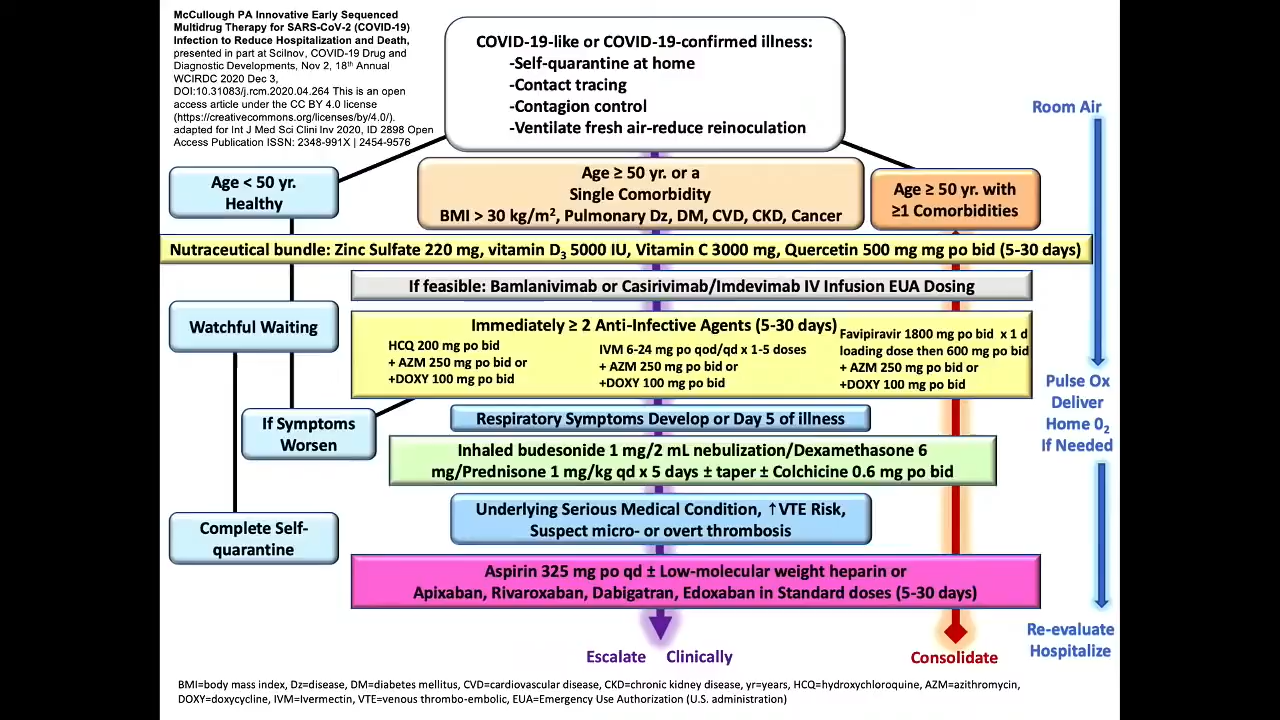 McCullough PA Innovative Early Sequenced
Multidrug Therapy for SARS-CoV-2 (COVID-19)
Infection to Reduce Hospitalization and Death,
presented in part at SciInov, COVID-19 Drug and
Diagnostic Developments, Nov 2, 18th Annual
WCIRDC 2020 Dec 3,
DOI:10.31083/j.rcm.2020.04.264 This is an open
access article under the CC BY 4.0 license
(https://creativecommons.org/licenses/by/4.0/).
adapted for Int J Med Sci Clini Inv 2020, ID 2898 Open
Access Publication ISSN: 2348-991X | 2454-9576
COVID-19-like or COVID-19-confirmed illness:
-Self-quarantine at home
-Contact tracing
-Contagion control
-Ventilate fresh air-reduce reinoculation
Room Air
Age < 50 yr.
Healthy
Age ≥ 50 yr. or a
Single Comorbidity
BMI > 30 kg/m², Pulmonary Dz, DM, CVD, CKD, Cancer
Age ≥ 50 yr. with
≥1 Comorbidities
Nutraceutical bundle: Zinc Sulfate 220 mg, vitamin D₃ 5000 IU, Vitamin C 3000 mg, Quercetin 500 mg mg po bid (5-30 days)
If feasible: Bamlanivimab or Casirivimab/Imdevimab IV Infusion EUA Dosing
Watchful Waiting
Immediately ≥ 2 Anti-Infective Agents (5-30 days)
HCQ 200 mg po bid
+ AZM 250 mg po bid or
+DOXY 100 mg po bid
IVM 6-24 mg po qod/qd x 1-5 doses
+ AZM 250 mg po bid or
+DOXY 100 mg po bid
Favipiravir 1800 mg po bid x 1 d
loading dose then 600 mg po bid
+ AZM 250 mg po bid or
+DOXY 100 mg po bid
Pulse Ox
Deliver
Home 0₂
If Needed
If Symptoms
Worsen
Respiratory Symptoms Develop or Day 5 of illness
Inhaled budesonide 1 mg/2 mL nebulization/Dexamethasone 6
mg/Prednisone 1 mg/kg qd x 5 days ± taper ± Colchicine 0.6 mg po bid
Underlying Serious Medical Condition, ↑VTE Risk,
Suspect micro- or overt thrombosis
Complete Self-
quarantine
Aspirin 325 mg po qd ± Low-molecular weight heparin or
Apixaban, Rivaroxaban, Dabigatran, Edoxaban in Standard doses (5-30 days)
Escalate Clinically
Consolidate
Re-evaluate
Hospitalize
BMI=body mass index, Dz=disease, DM=diabetes mellitus, CVD=cardiovascular disease, CKD=chronic kidney disease, yr=years, HCQ=hydroxychloroquine, AZM=azithromycin,
DOXY=doxycycline, IVM=Ivermectin, VTE=venous thrombo-embolic, EUA=Emergency Use Authorization (U.S. administration)